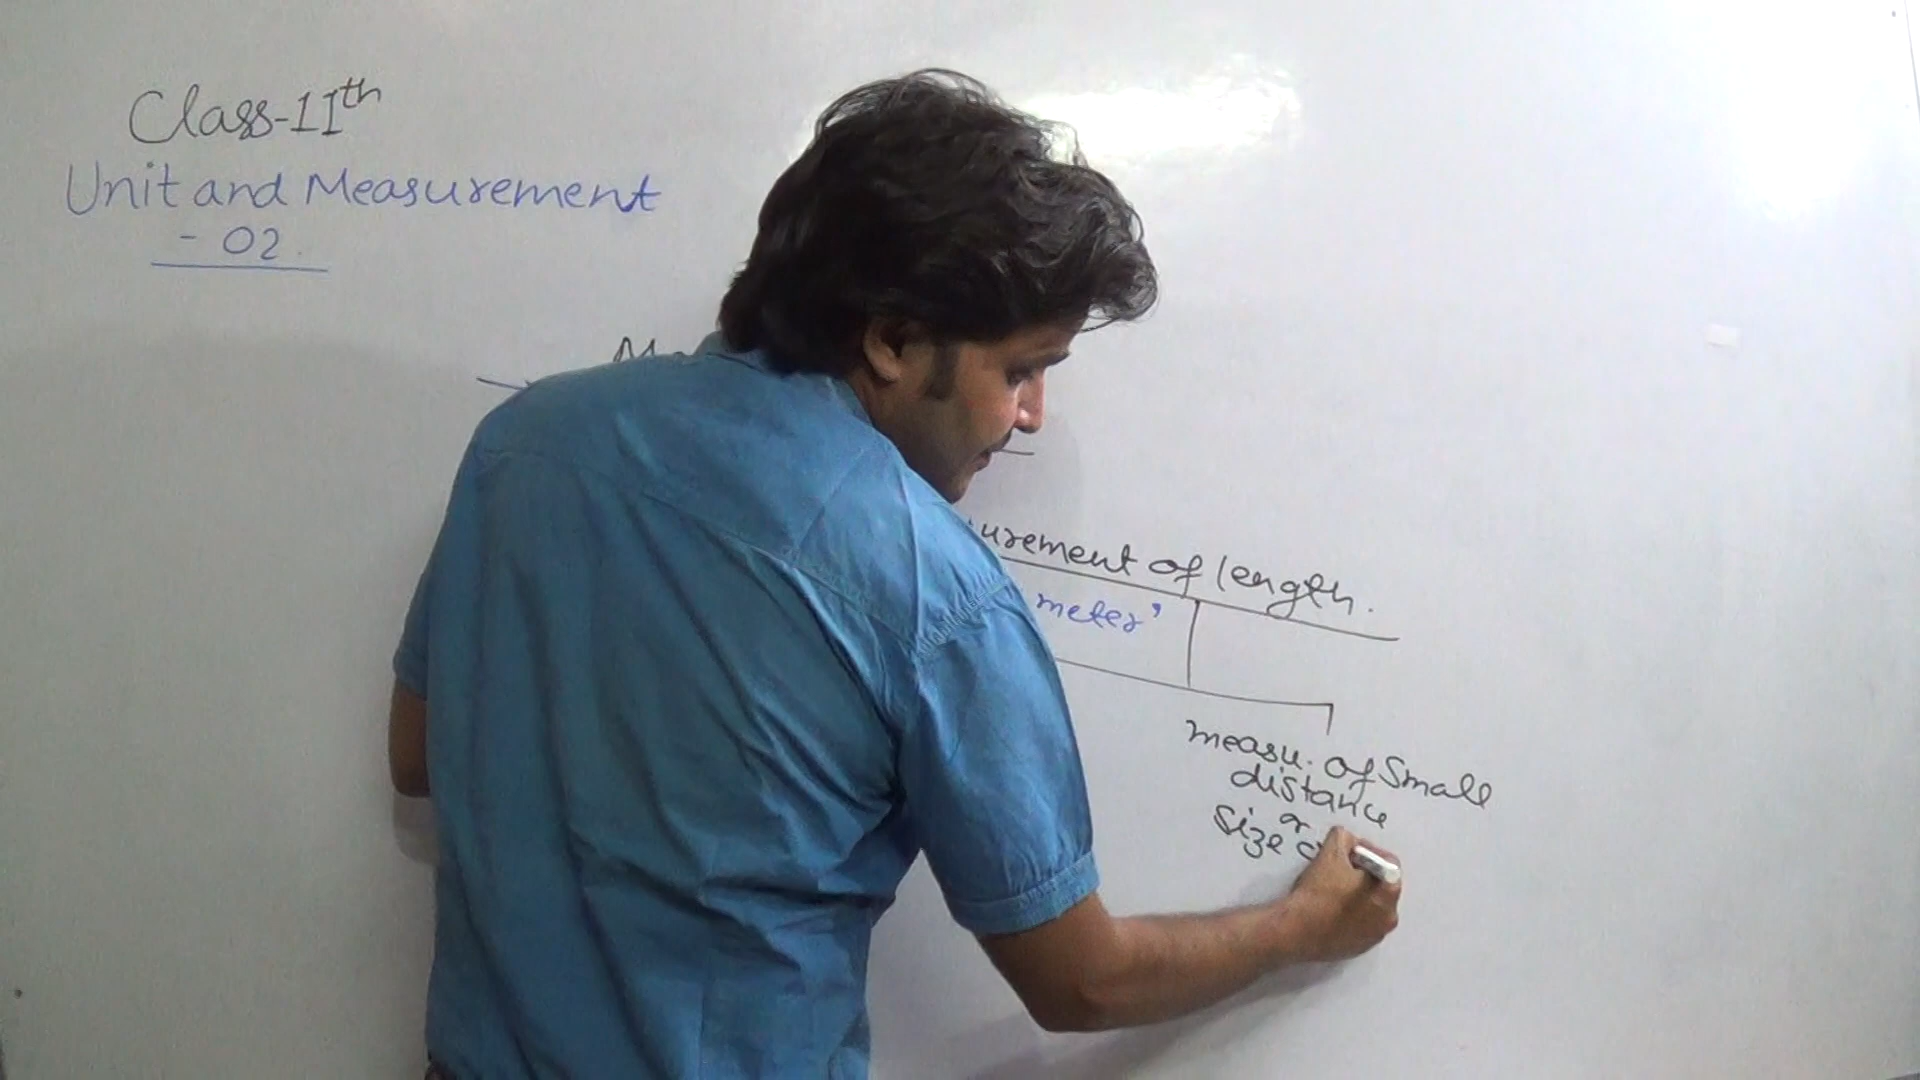 Class-11th
Unit and Measurement
- 02.
urement of length.
meter'
measu. of Small
distance
or
Size